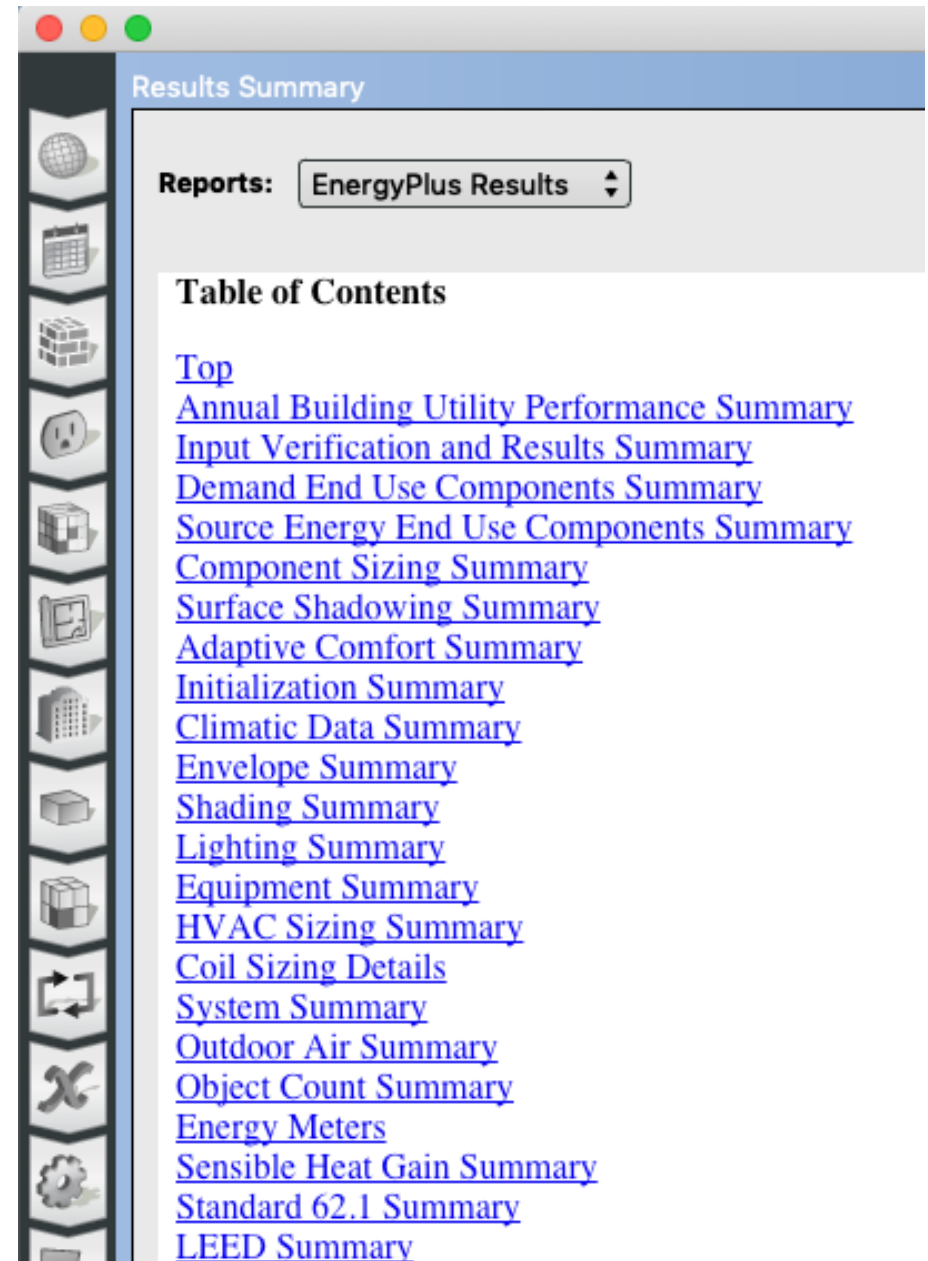 Results Summary
Reports: EnergyPlus Results
Table of Contents
Top
Annual Building Utility Performance Summary
Input Verification and Results Summary
Demand End Use Components Summary
Source Energy End Use Components Summary
Component Sizing Summary
Surface Shadowing Summary
Adaptive Comfort Summary
Initialization Summary
Climatic Data Summary
Envelope Summary
Shading Summary
Lighting Summary
Equipment Summary
HVAC Sizing Summary
Coil Sizing Details
System Summary
Outdoor Air Summary
Object Count Summary
Energy Meters
Sensible Heat Gain Summary
Standard 62.1 Summary
LEED Summary